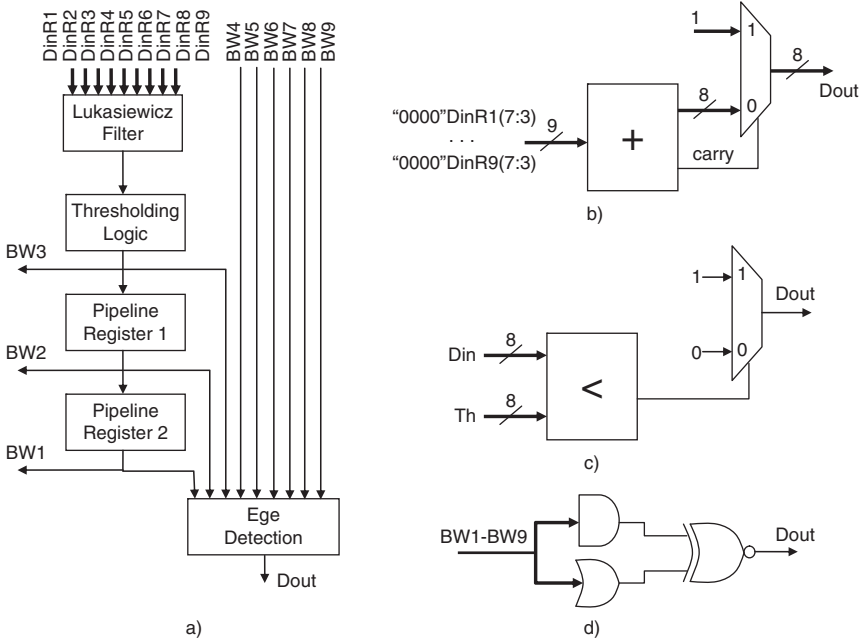 DinR1
DinR2
DinR3
DinR4
DinR5
DinR6
DinR7
DinR8
DinR9
BW4
BW5
BW6
BW7
BW8
BW9
Lukasiewicz
Filter
Thresholding
Logic
BW3
Pipeline
Register 1
BW2
Pipeline
Register 2
BW1
Ege
Detection
Dout
a)
1
1
8
Dout
8
0
“0000”DinR1(7:3)
9
. . .
“0000”DinR9(7:3)
+
carry
b)
1
1
Dout
0
0
Din
8
Th
8
<
c)
BW1-BW9
Dout
d)